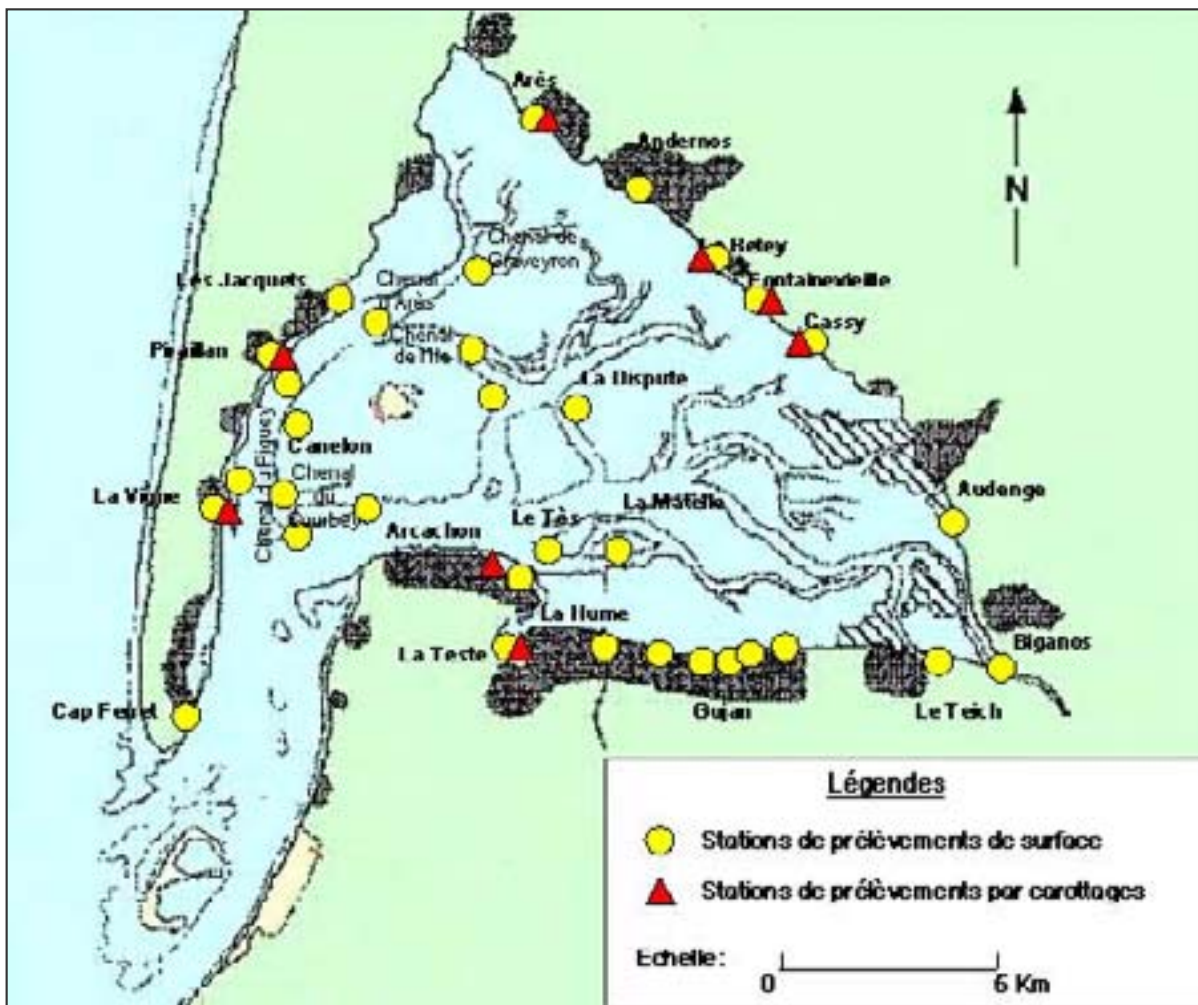 Arès
Andernos
N
Le Betey
Chenal de
Graveyron
Les Jacquets
Chenal
d'Arès
Fontainevieille
Cassy
Piraillan
Chenal
de l'Ile
La Dispute
Canelon
Chenal du Piquey
Chenal
du
Courbey
La Vigne
Audenge
Arcachon
Le Tès
La Matelle
La Hume
La Teste
Biganos
Cap Ferret
Gujan
Le Teich
Légendes
Stations de prélèvements de surface
Stations de prélèvements par carottages
Echelle:
0 6 Km